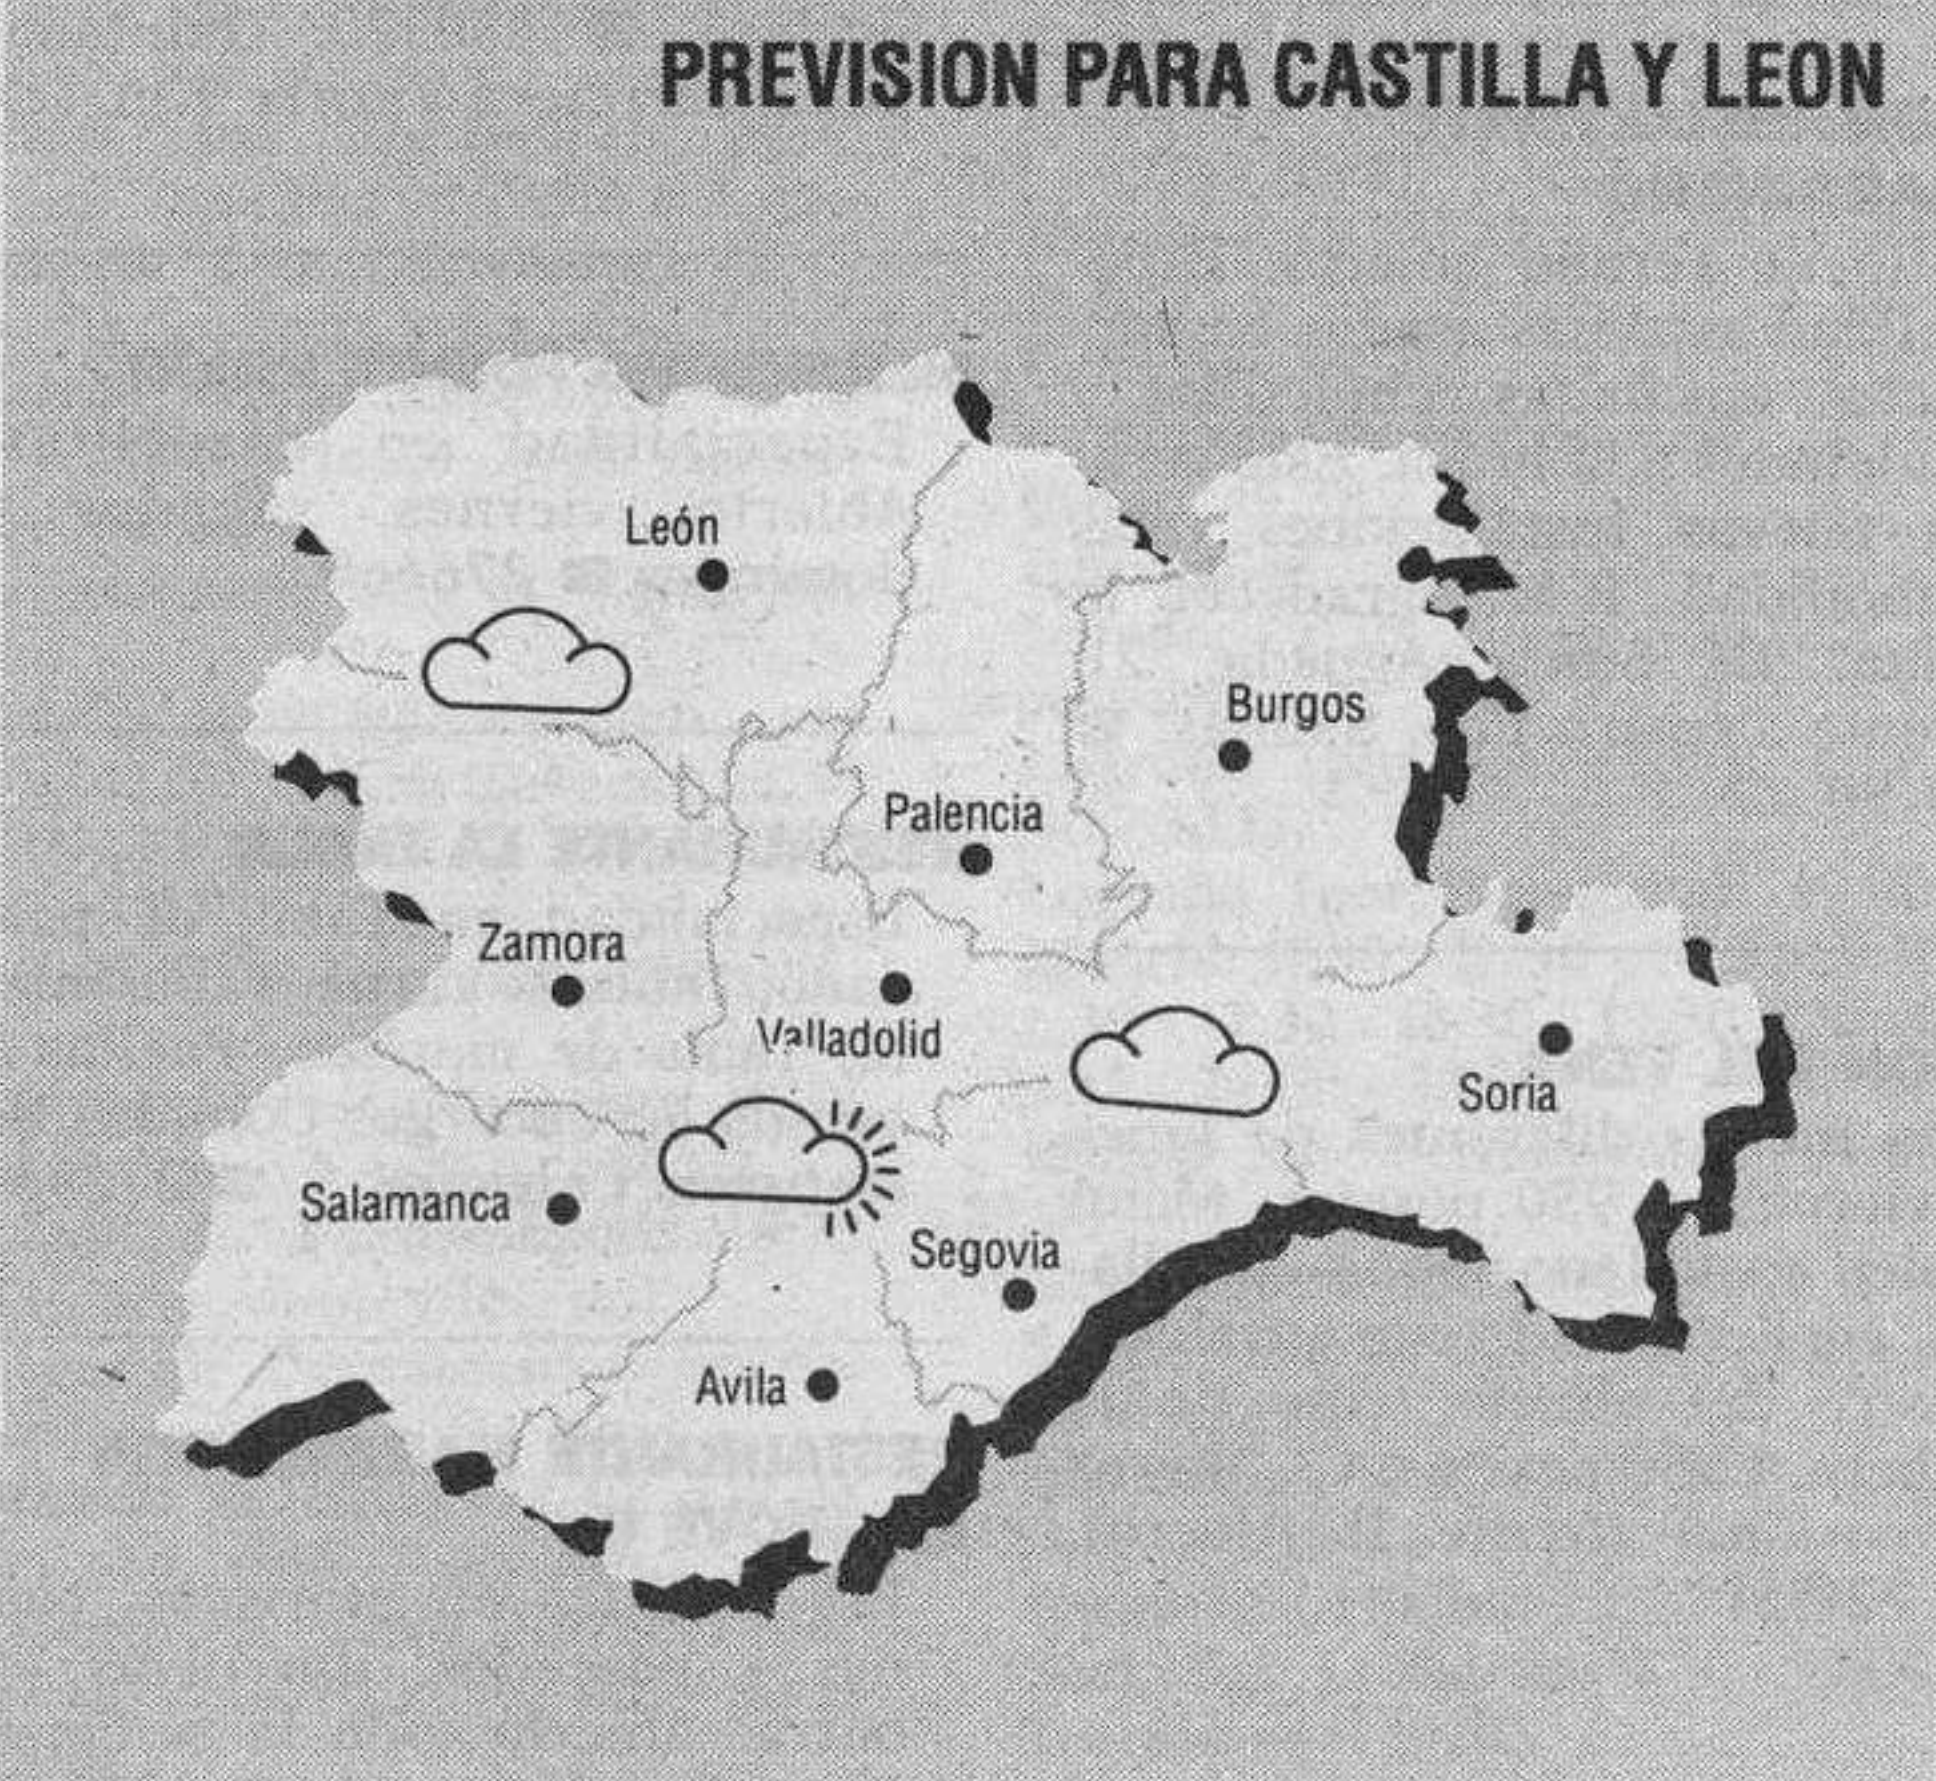 PREVISION PARA CASTILLA Y LEON
León
Burgos
Palencia
Zamora
Valladolid
Soria
Salamanca
Segovia
Avila